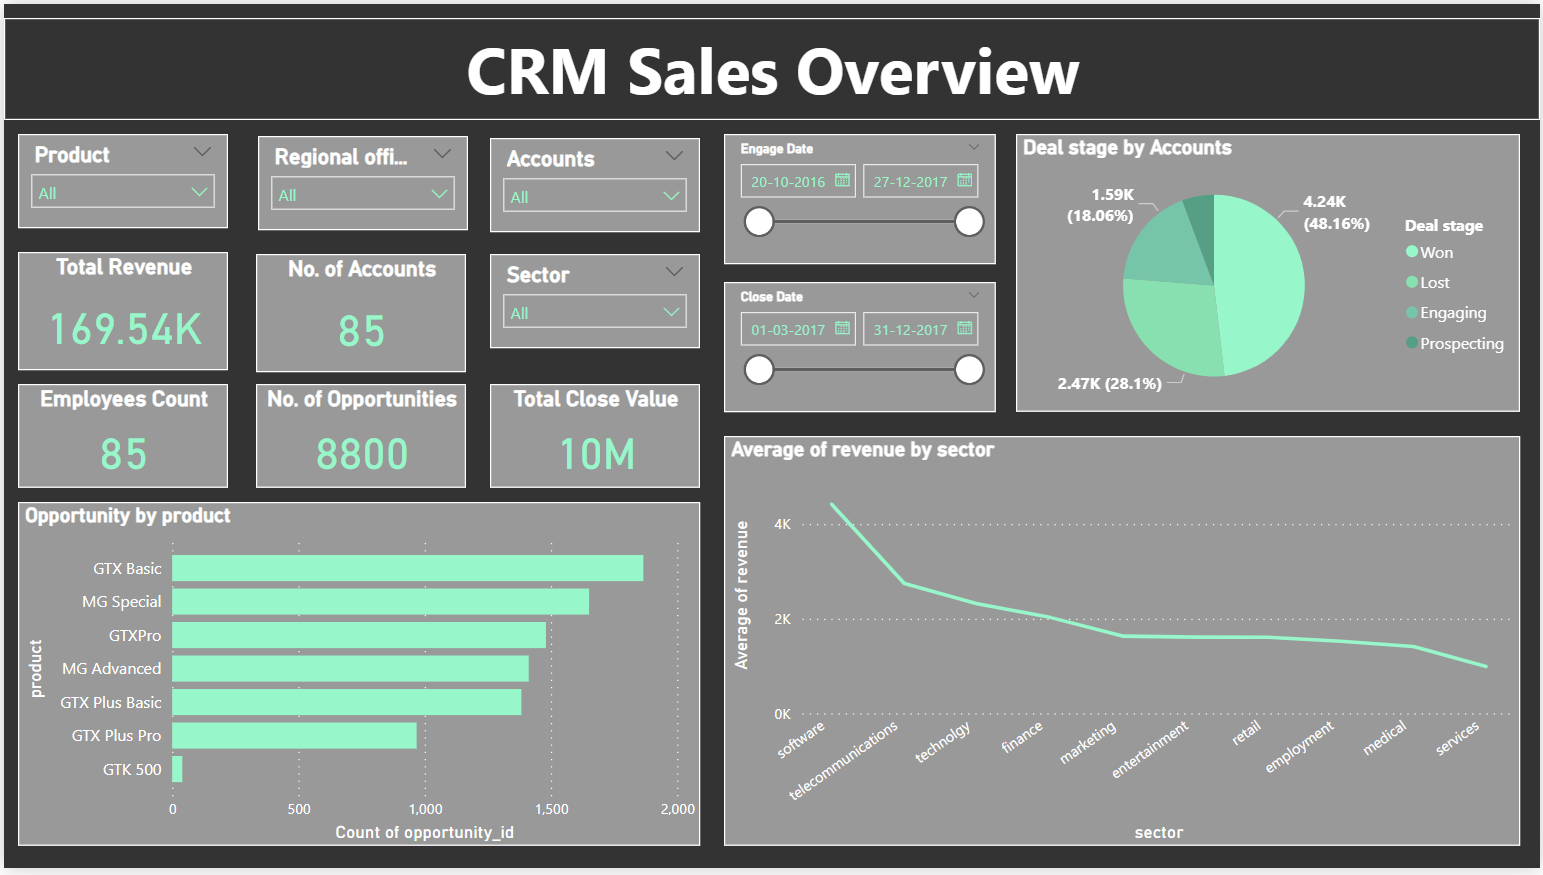 CRM Sales Overview
Product
All
Regional offi...
All
Accounts
All
Engage Date
20-10-2016
27-12-2017
Total Revenue
169.54K
No. of Accounts
85
Sector
All
Close Date
01-03-2017
31-12-2017
Employees Count
85
No. of Opportunities
8800
Total Close Value
10M
Deal stage by Accounts
1.59K
(18.06%)
4.24K
(48.16%)
2.47K (28.1%)
Deal stage
Won
Lost
Engaging
Prospecting
Opportunity by product
product
GTX Basic
MG Special
GTXPro
MG Advanced
GTX Plus Basic
GTX Plus Pro
GTK 500
0
500
1,000
1,500
2,000
Count of opportunity_id
Average of revenue by sector
Average of revenue
4K
2K
0K
software
telecommunications
technolgy
finance
marketing
entertainment
retail
employment
medical
services
sector